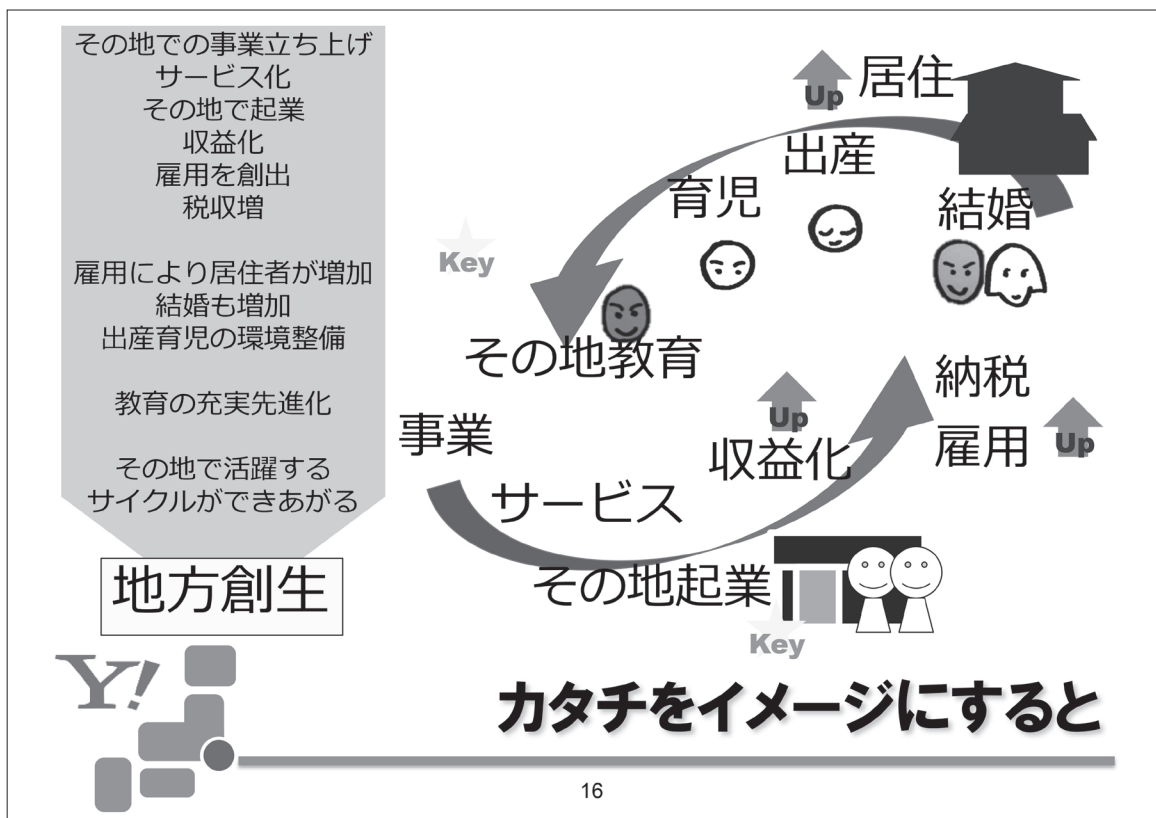 その地での事業立ち上げ
サービス化
その地で起業
収益化
雇用を創出
税収増
雇用により居住者が増加
結婚も増加
出産育児の環境整備
教育の充実先進化
その地で活躍する
サイクルができあがる
地方創生
Up
居住
出産
育児
結婚
Key
その地教育
納税
事業
Up
収益化
雇用
Up
サービス
その地起業
Key
Y!
カタチをイメージにすると
16